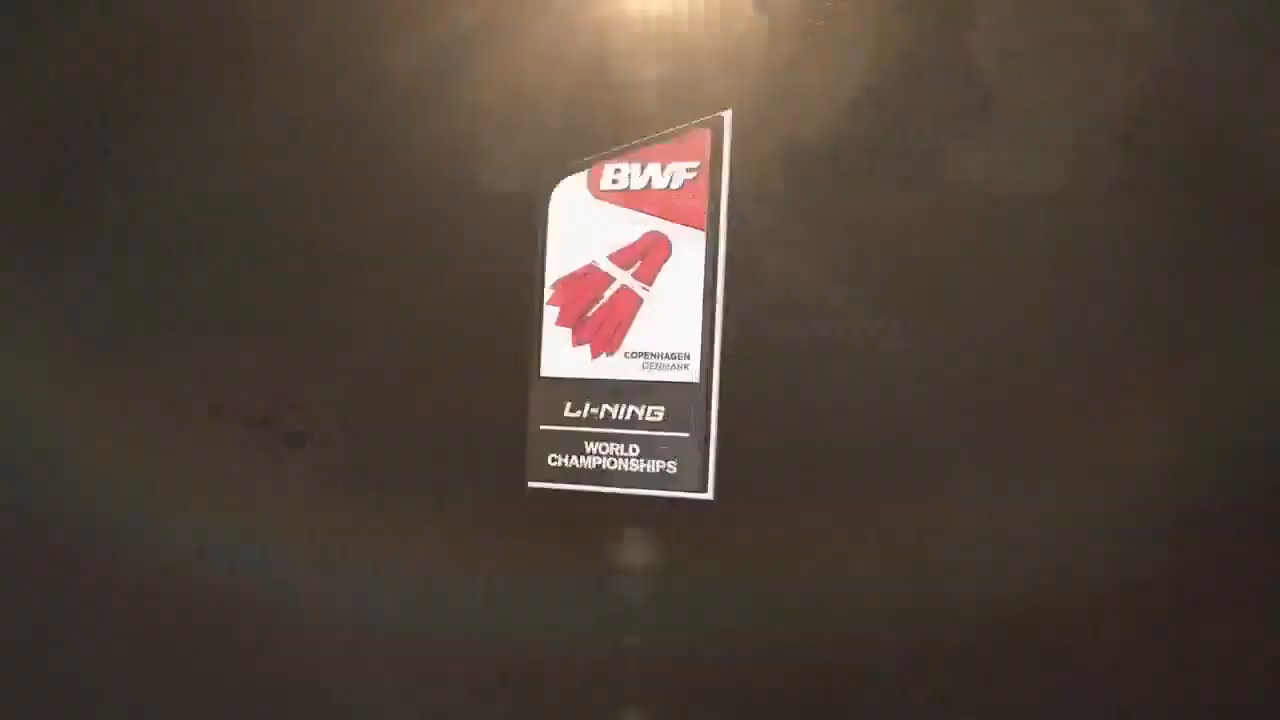 BWF
COPENHAGEN
DENMARK
LI-NING
WORLD
CHAMPIONSHIPS